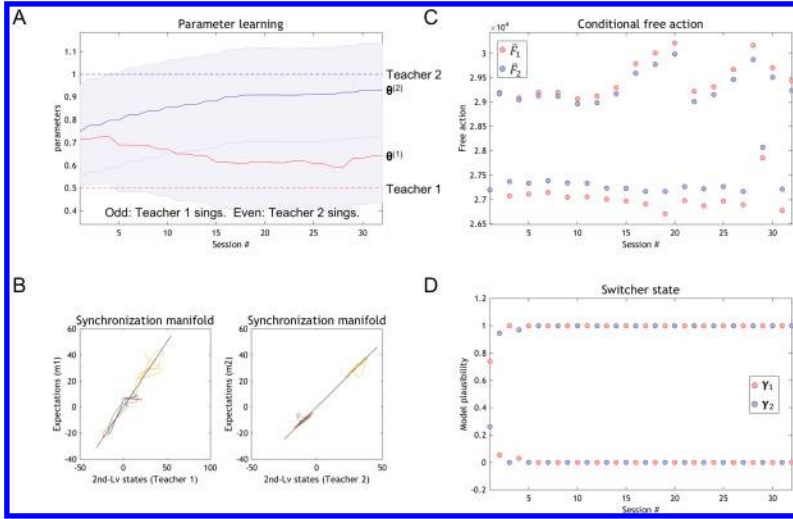 A
Parameter learning
1.1
1
0.9
0.8
0.7
0.6
0.5
0.4
parameters
Teacher 2
θ(2)
θ(1)
Teacher 1
Odd: Teacher 1 sings. Even: Teacher 2 sings.
5 10 15 20 25 30
Session #
B
Synchronization manifold
60
40
20
0
-20
-40
Expectations (m1)
-50 0 50 100
2nd-Lv states (Teacher 1)
Synchronization manifold
60
40
20
0
-20
-40
Expectations (m2)
-50 0 50
2nd-Lv states (Teacher 2)
C
Conditional free action
×10⁴
3
2.95
2.9
2.85
2.8
2.75
2.7
2.65
Free action
F̄1
F̄2
5 10 15 20 25 30
Session #
D
Switcher state
1.2
1
0.8
0.6
0.4
0.2
0
-0.2
Model plausibility
γ1
γ2
5 10 15 20 25 30
Session #